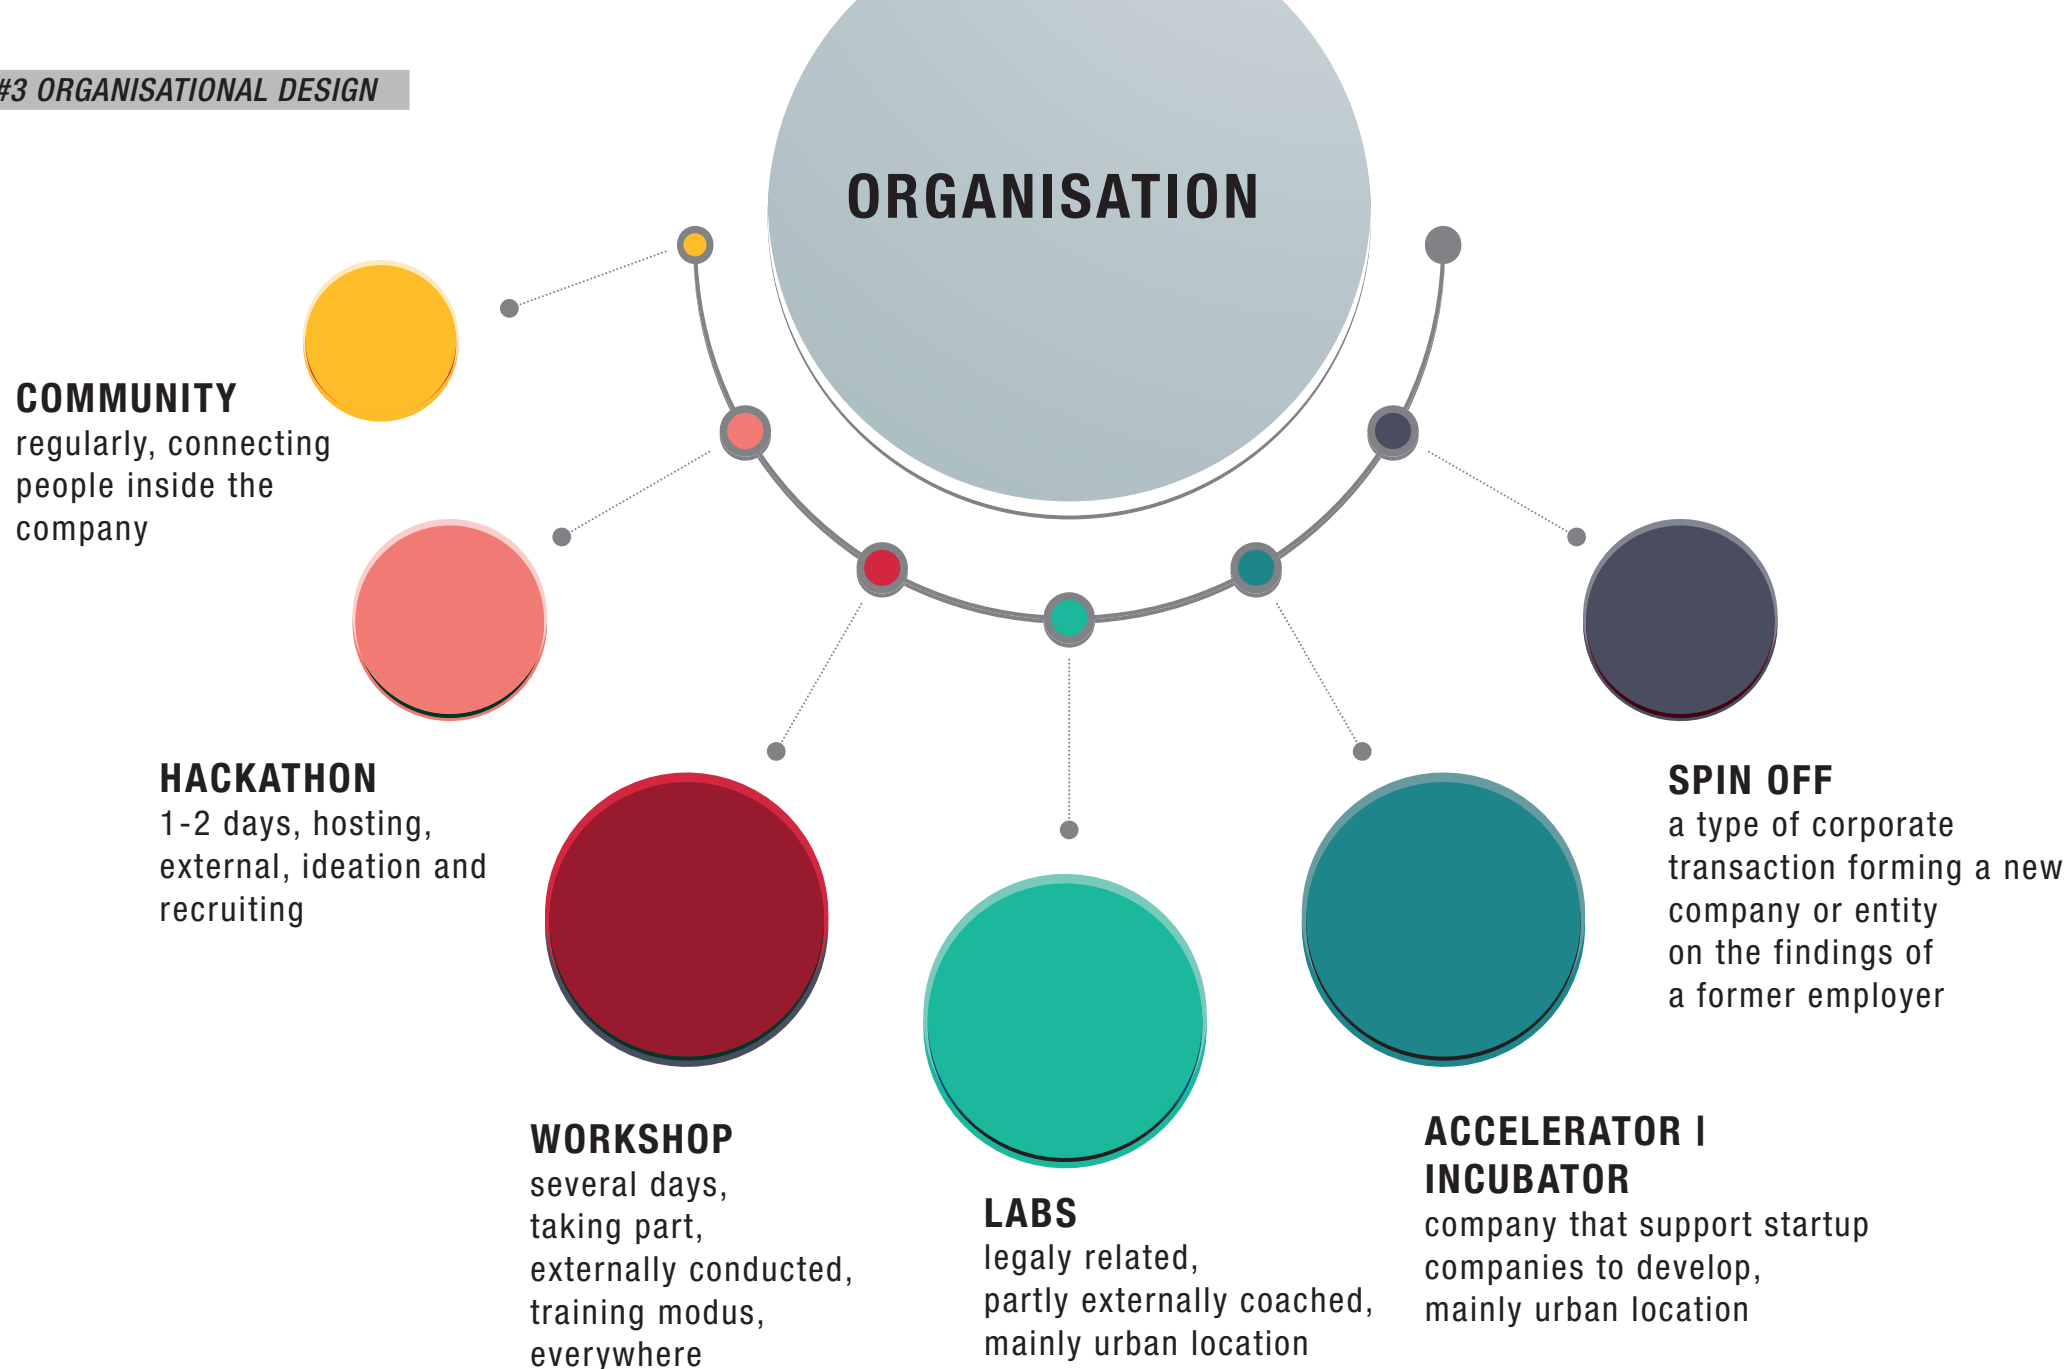 #3 ORGANISATIONAL DESIGN
ORGANISATION
COMMUNITY
regularly, connecting
people inside the
company
HACKATHON
1-2 days, hosting,
external, ideation and
recruiting
WORKSHOP
several days,
taking part,
externally conducted,
training modus,
everywhere
LABS
legaly related,
partly externally coached,
mainly urban location
ACCELERATOR |
INCUBATOR
company that support startup
companies to develop,
mainly urban location
SPIN OFF
a type of corporate
transaction forming a new
company or entity
on the findings of
a former employer